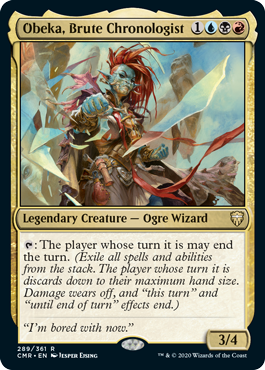 Obeka, Brute Chronologist 1
: The player whose turn it is may end
the turn. (Exile all spells and abilities
from the stack. The player whose turn it is
discards down to their maximum hand size.
Damage wears off, and “this turn” and
“until end of turn” effects end.)
“I’m bored with now.”
Legendary Creature — Ogre Wizard
3/4
289/361 R
CMR • EN Jesper Ejsing
™ & © 2020 Wizards of the Coast